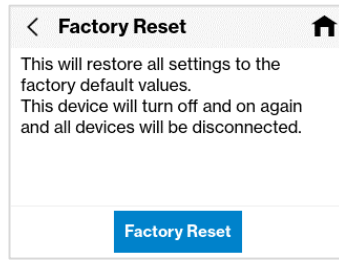 Factory Reset
This will restore all settings to the
factory default values.
This device will turn off and on again
and all devices will be disconnected.
Factory Reset